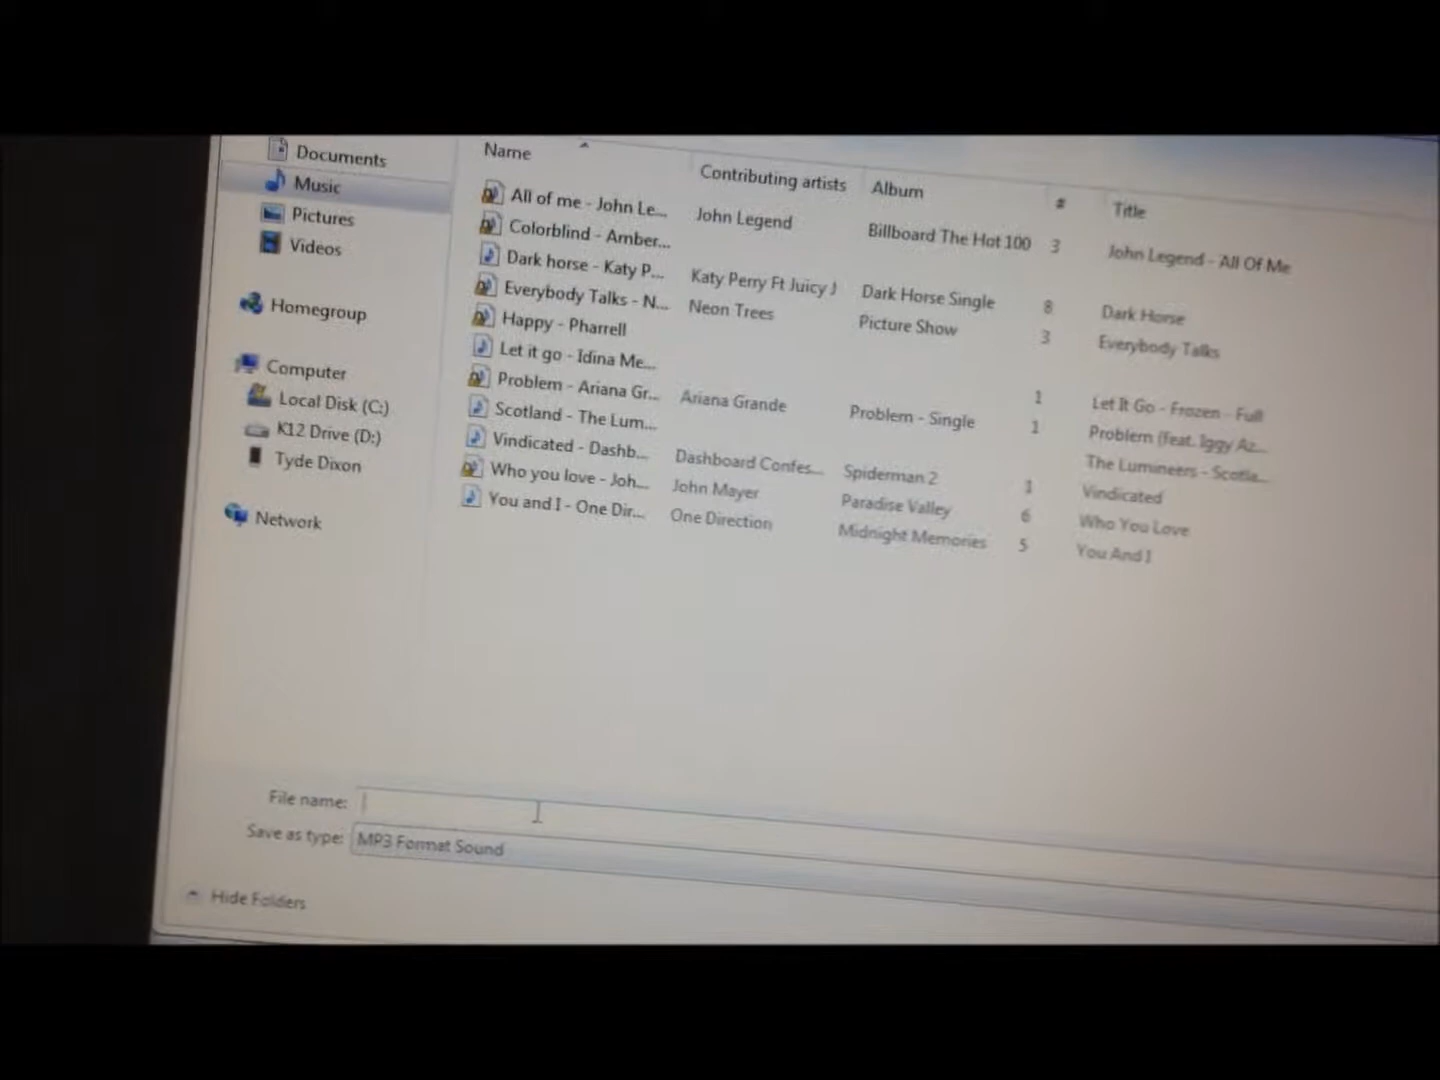 Documents
Music
Pictures
Videos
Homegroup
Computer
Local Disk (C:)
K12 Drive (D:)
Tyde Dixon
Network
Name Contributing artists Album # Title
All of me - John Le... John Legend Billboard The Hot 100 3 John Legend - All Of Me
Colorblind - Amber...
Dark horse - Katy P... Katy Perry Ft Juicy J Dark Horse Single 8 Dark Horse
Everybody Talks - N... Neon Trees Picture Show 3 Everybody Talks
Happy - Pharrell
Let it go - Idina Me... 1 Let It Go - Frozen - Full
Problem - Ariana Gr... Ariana Grande Problem - Single 1 Problem (feat. Iggy Az...
Scotland - The Lum... The Lumineers - Scotla...
Vindicated - Dashb... Dashboard Confes... Spiderman 2 1 Vindicated
Who you love - Joh... John Mayer Paradise Valley 6 Who You Love
You and I - One Dir... One Direction Midnight Memories 5 You And I
File name:
Save as type: MP3 Format Sound
Hide Folders